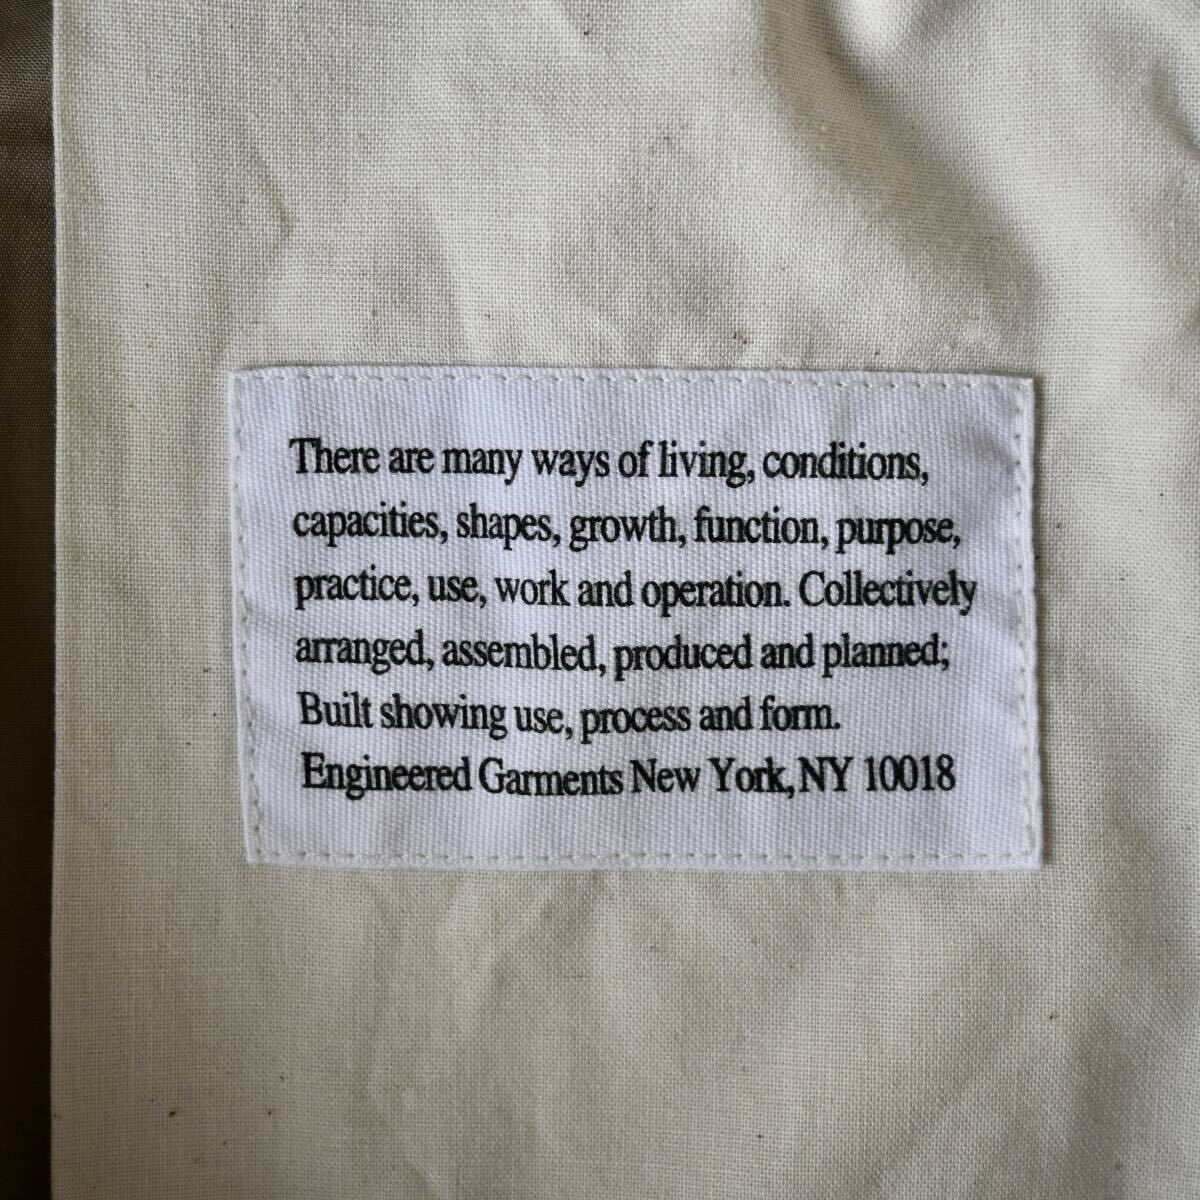 There are many ways of living, conditions,
capacities, shapes, growth, function, purpose,
practice, use, work and operation. Collectively
arranged, assembled, produced and planned;
Built showing use, process and form.
Engineered Garments New York, NY 10018